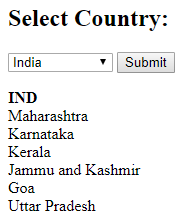 Select Country:
India Submit
IND
Maharashtra
Karnataka
Kerala
Jammu and Kashmir
Goa
Uttar Pradesh